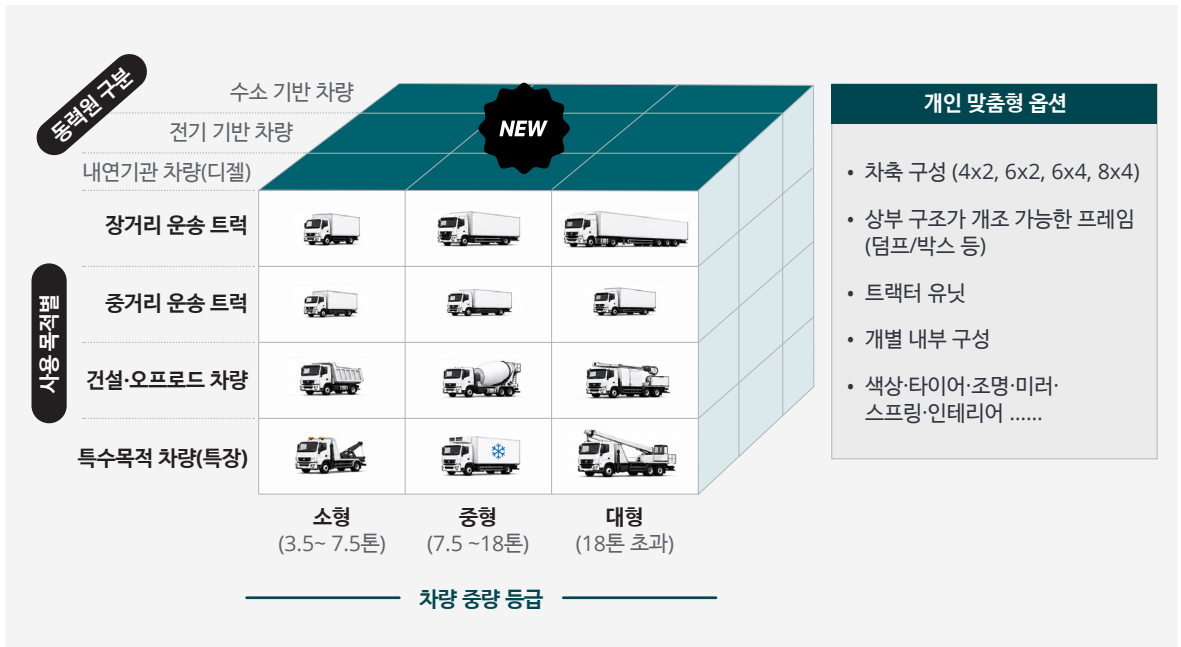 동력원 구분
수소 기반 차량
전기 기반 차량
내연기관 차량(디젤)
NEW
사용 목적별
장거리 운송 트럭
중거리 운송 트럭
건설·오프로드 차량
특수목적 차량(특장)
소형
(3.5~ 7.5톤)
중형
(7.5 ~18톤)
대형
(18톤 초과)
차량 중량 등급
개인 맞춤형 옵션
• 차축 구성 (4x2, 6x2, 6x4, 8x4)
• 상부 구조가 개조 가능한 프레임
(덤프/박스 등)
• 트랙터 유닛
• 개별 내부 구성
• 색상·타이어·조명·미러·
스프링·인테리어 ......